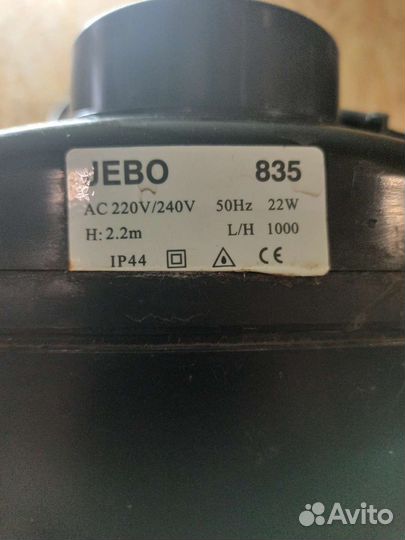 JEBO 835
AC 220V/240V 50Hz 22W
H: 2.2m L/H 1000
IP44 CE
Avito